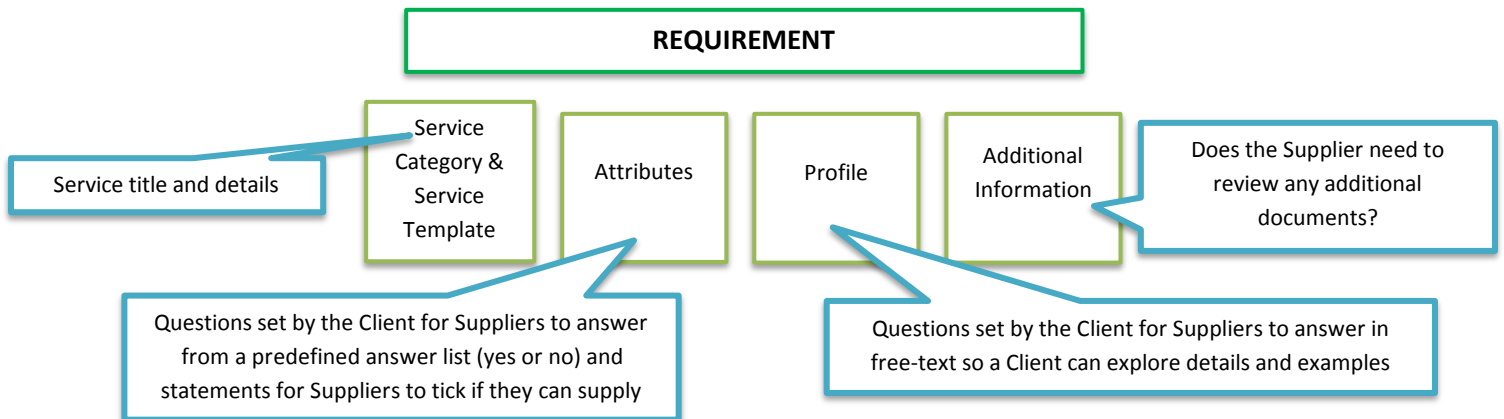 REQUIREMENT
Service
Category &
Service
Template
Attributes
Profile
Additional
Information
Service title and details
Does the Supplier need to
review any additional
documents?
Questions set by the Client for Suppliers to answer
from a predefined answer list (yes or no) and
statements for Suppliers to tick if they can supply
Questions set by the Client for Suppliers to answer in
free-text so a Client can explore details and examples